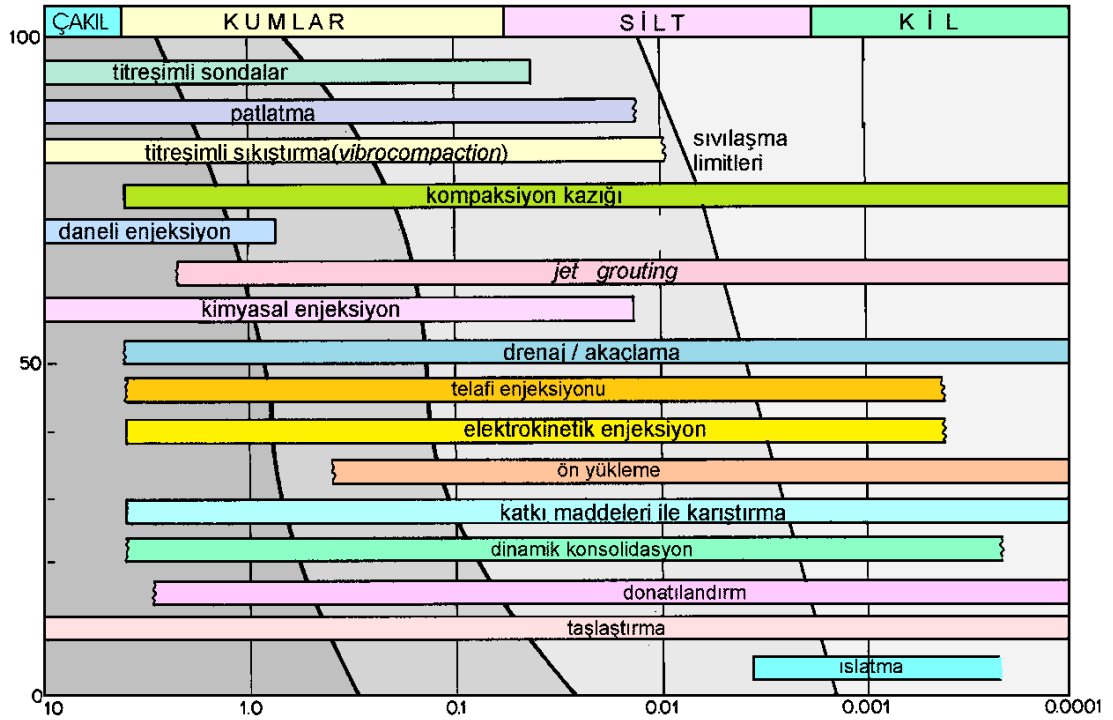 ÇAKIL KUMLAR SİLT KİL
100
titreşimli sondalar
patlatma
titreşimli sıkıştırma(vibrocompaction)
sıvılaşma
limitleri
kompaksiyon kazığı
daneli enjeksiyon
jet grouting
kimyasal enjeksiyon
drenaj / akaçlama
50
telafi enjeksiyonu
elektrokinetik enjeksiyon
ön yükleme
katkı maddeleri ile karıştırma
dinamik konsolidasyon
donatılandırm
taşlaştırma
ıslatma
0
10 1.0 0.1 0.01 0.001 0.0001